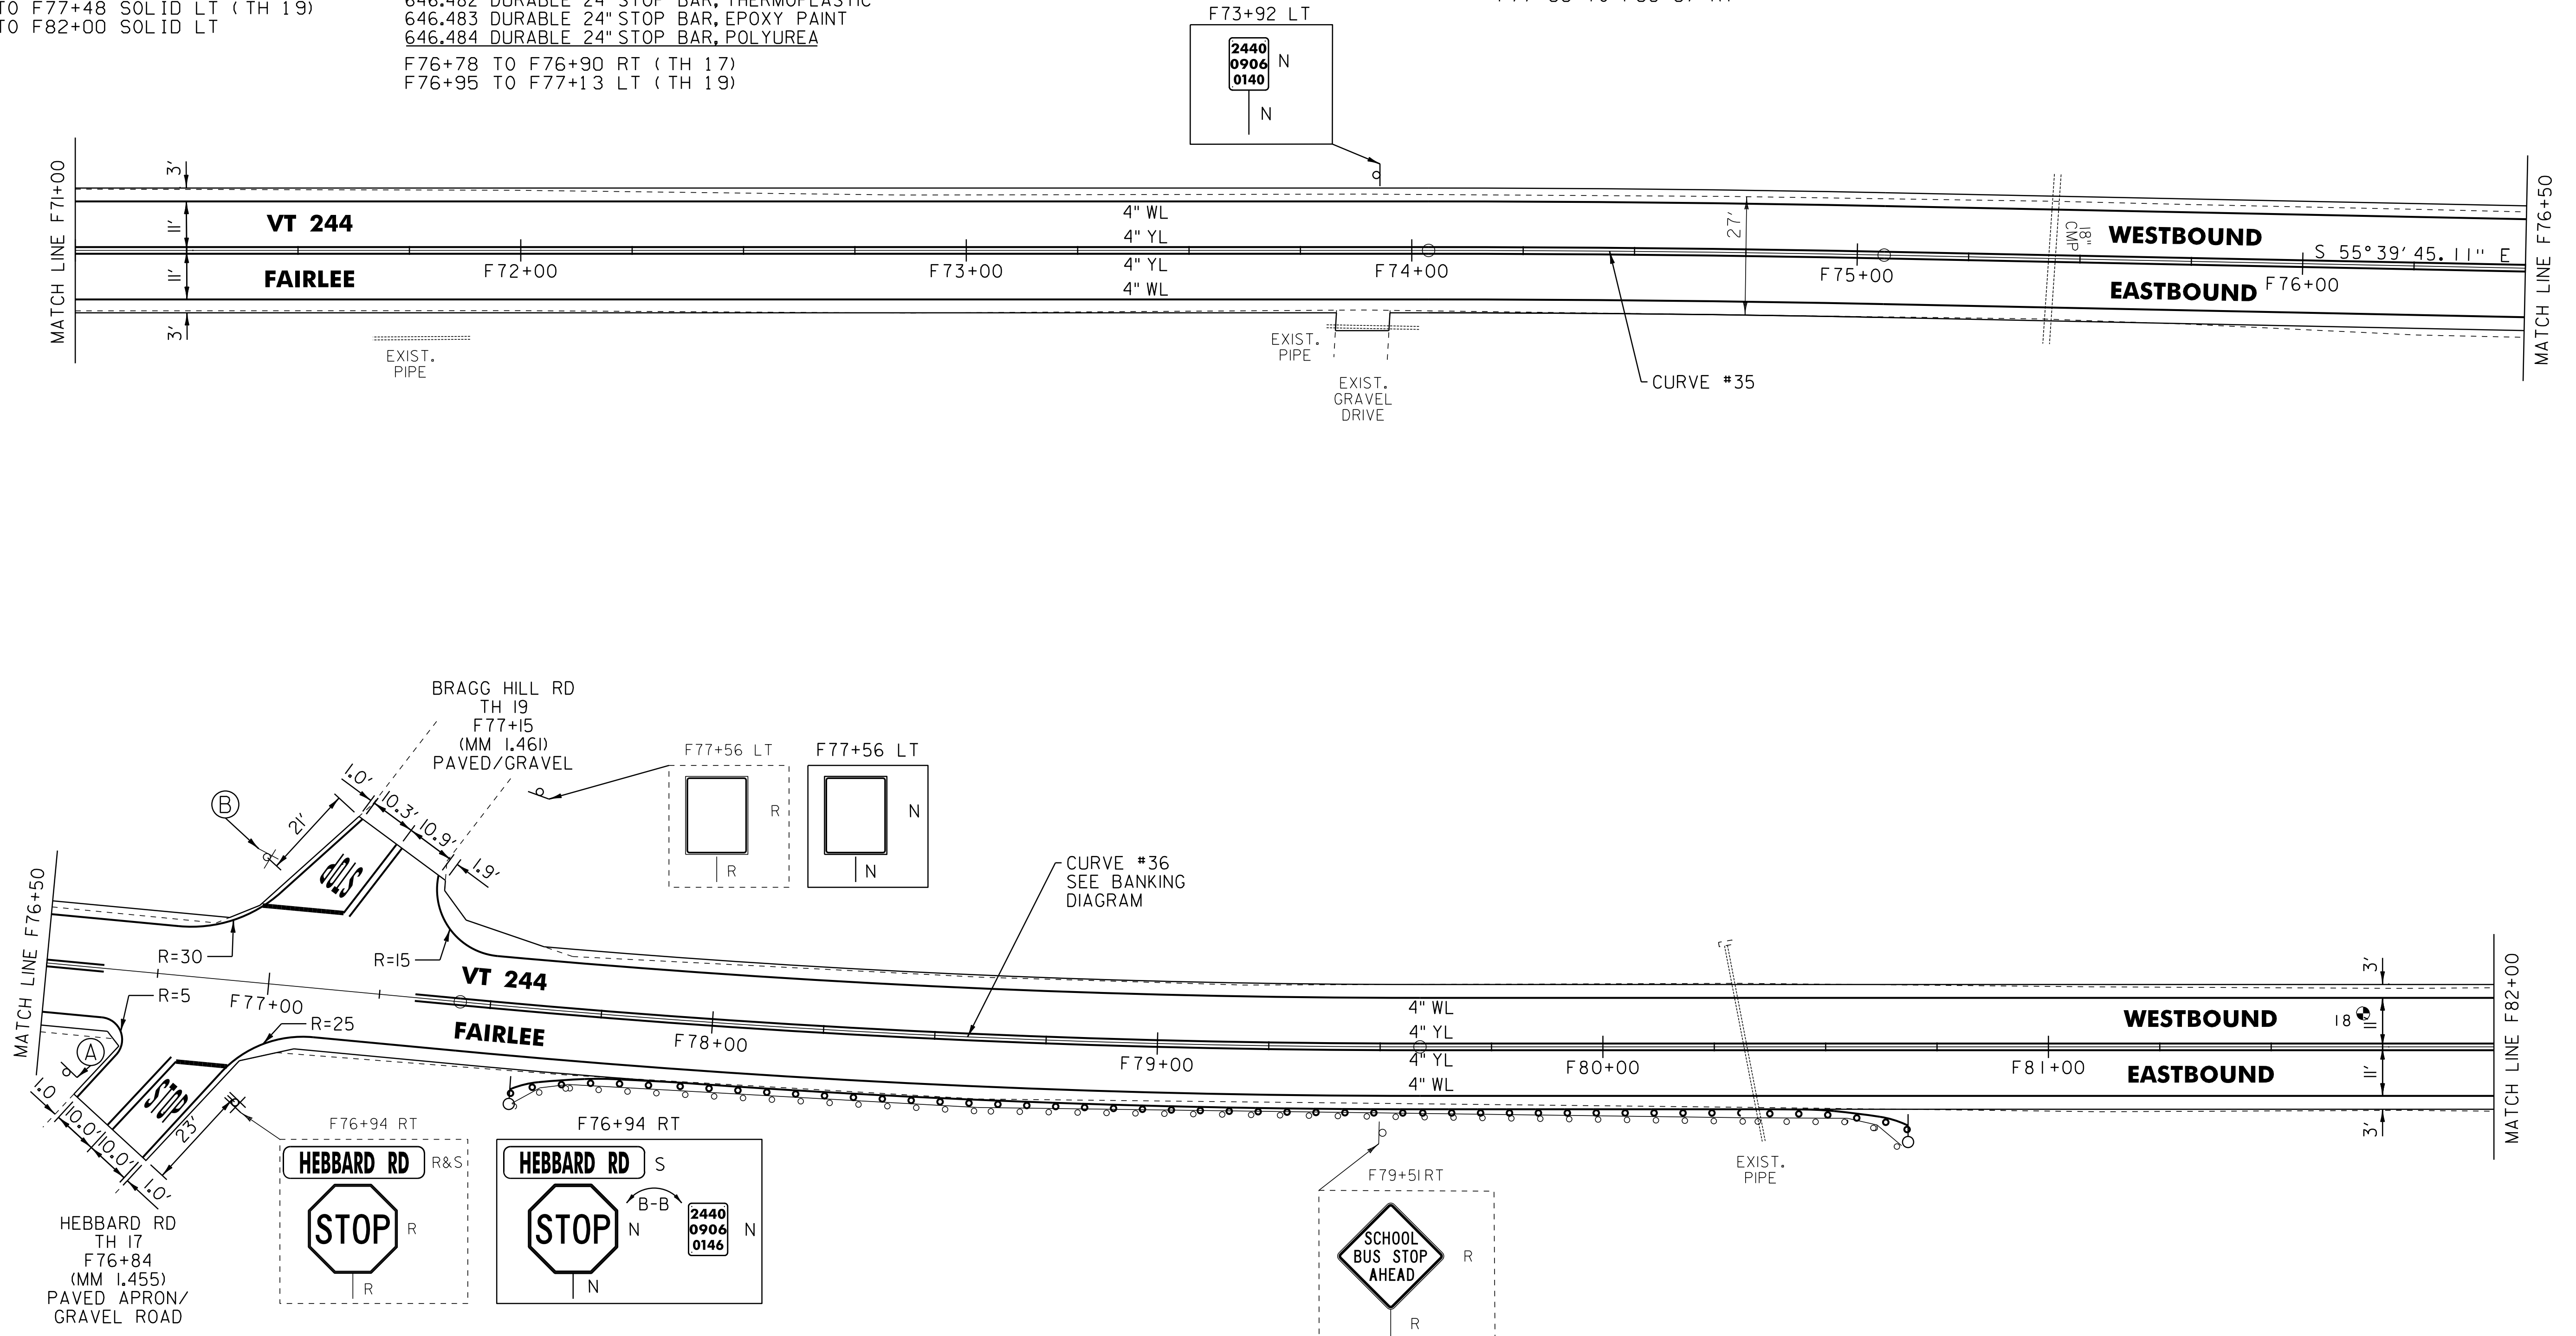 TO F77+48 SOLID LT (TH 19)
TO F82+00 SOLID LT
646.482 DURABLE 24" STOP BAR, THERMOPLASTIC
646.483 DURABLE 24" STOP BAR, EPOXY PAINT
646.484 DURABLE 24" STOP BAR, POLYUREA
F76+78 TO F76+90 RT (TH 17)
F76+95 TO F77+13 LT (TH 19)
F73+92 LT
2440
0906
0140
N
N
MATCH LINE F71+00
3'
11'
11'
3'
VT 244
FAIRLEE
F72+00
F73+00
4" WL
4" YL
4" YL
4" WL
F74+00
27'
F75+00
18"
CMP
WESTBOUND
EASTBOUND
S 55°39'45.11" E
F76+00
MATCH LINE F76+50
EXIST.
PIPE
EXIST.
PIPE
EXIST.
GRAVEL
DRIVE
CURVE #35
BRAGG HILL RD
TH 19
F77+15
(MM 1.461)
PAVED/GRAVEL
F77+56 LT
R
R
F77+56 LT
N
N
1.0'
10.3'
10.9'
1.9'
21'
B
STOP
CURVE #36
SEE BANKING
DIAGRAM
MATCH LINE F76+50
R=30
R=15
R=5
R=25
F77+00
VT 244
FAIRLEE
F78+00
F79+00
4" WL
4" YL
4" YL
4" WL
F80+00
F81+00
WESTBOUND
EASTBOUND
18
3'
11'
11'
3'
MATCH LINE F82+00
A
STOP
1.0
10.0'
10.0'
1.0'
23'
HEBBARD RD
TH 17
F76+84
(MM 1.455)
PAVED APRON/
GRAVEL ROAD
F76+94 RT
HEBBARD RD
R&S
STOP
R
R
F76+94 RT
HEBBARD RD
S
STOP
N
B-B
2440
0906
0146
N
N
F79+51RT
SCHOOL
BUS STOP
AHEAD
R
R
EXIST.
PIPE